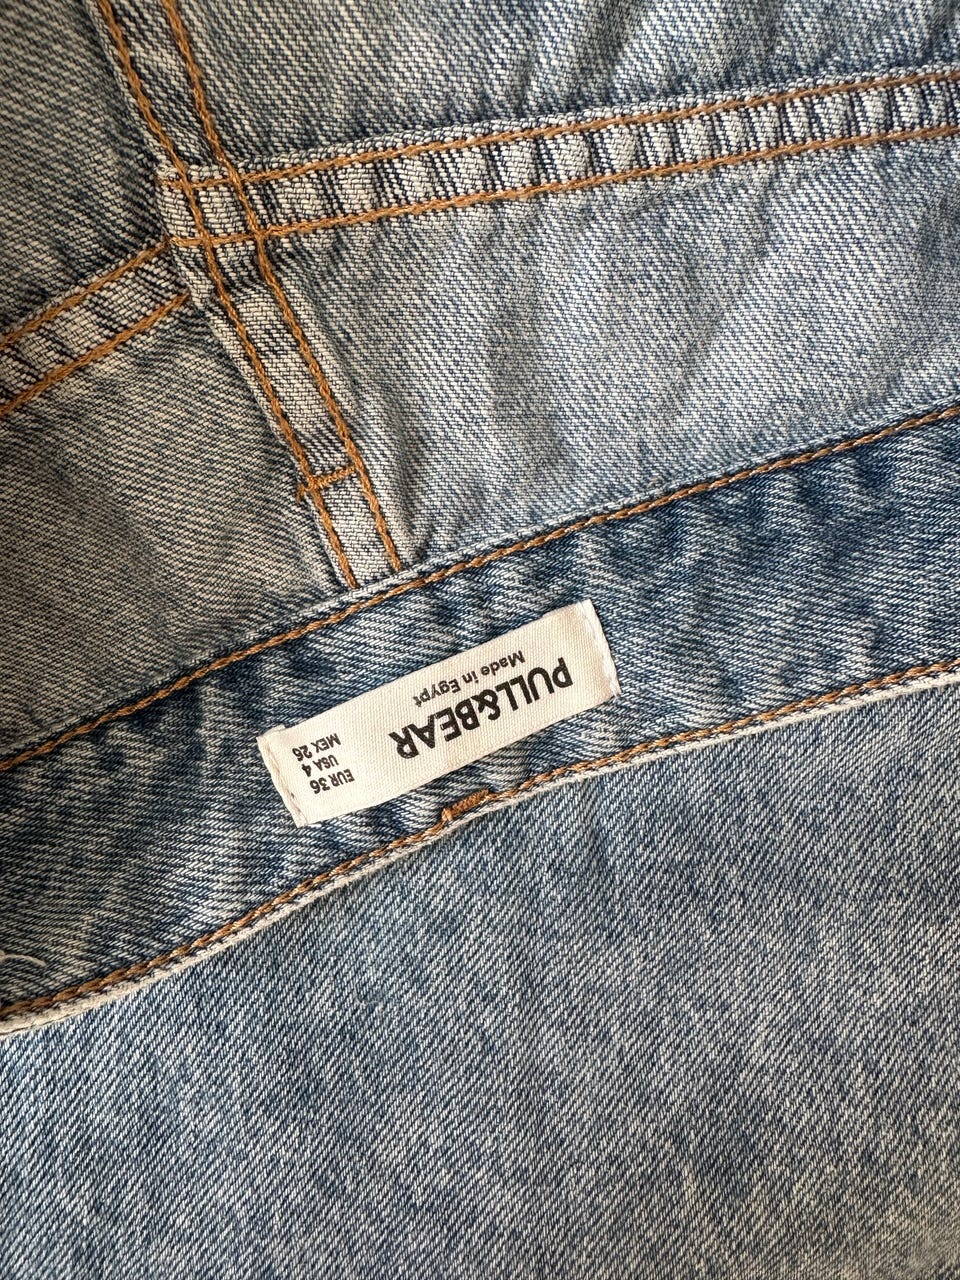 PULL&BEAR
Made in Egypt
EUR 36
USA 4
MEX 26